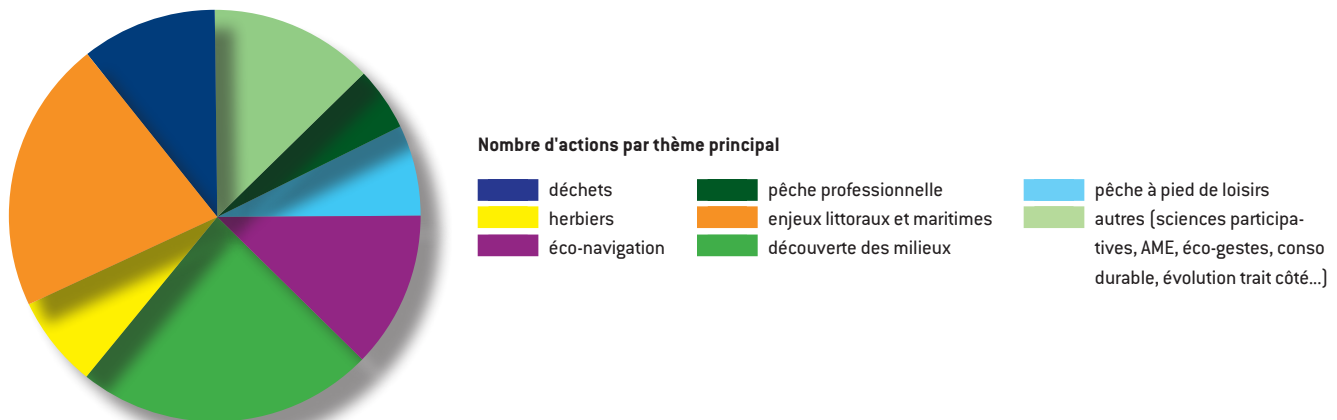 Nombre d'actions par thème principal
déchets
herbiers
éco-navigation
pêche professionnelle
enjeux littoraux et maritimes
découverte des milieux
pêche à pied de loisirs
autres (sciences participa-
tives, AME, éco-gestes, conso
durable, évolution trait côté...)